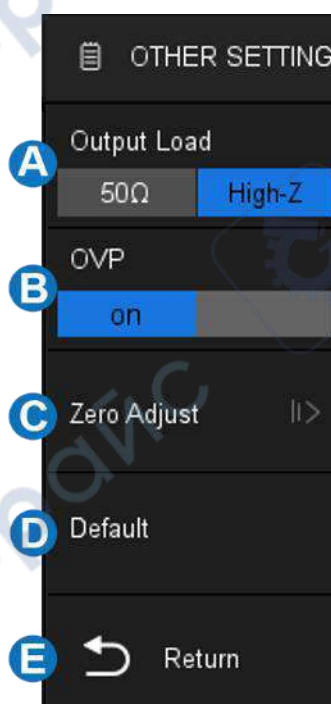 OTHER SETTING
A
Output Load
50Ω High-Z
B
OVP
on
C
Zero Adjust
D
Default
E
Return